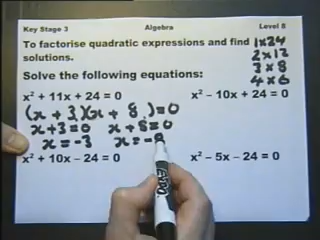 Key Stage 3 Algebra Level 8
To factorise quadratic expressions and find solutions.
1x24
2x12
3x8
4x6
Solve the following equations:
x² + 11x + 24 = 0
(x + 3)(x + 8) = 0
x+3=0 x+8=0
x=-3 x=-8
x² - 10x + 24 = 0
x² + 10x - 24 = 0
x² - 5x - 24 = 0